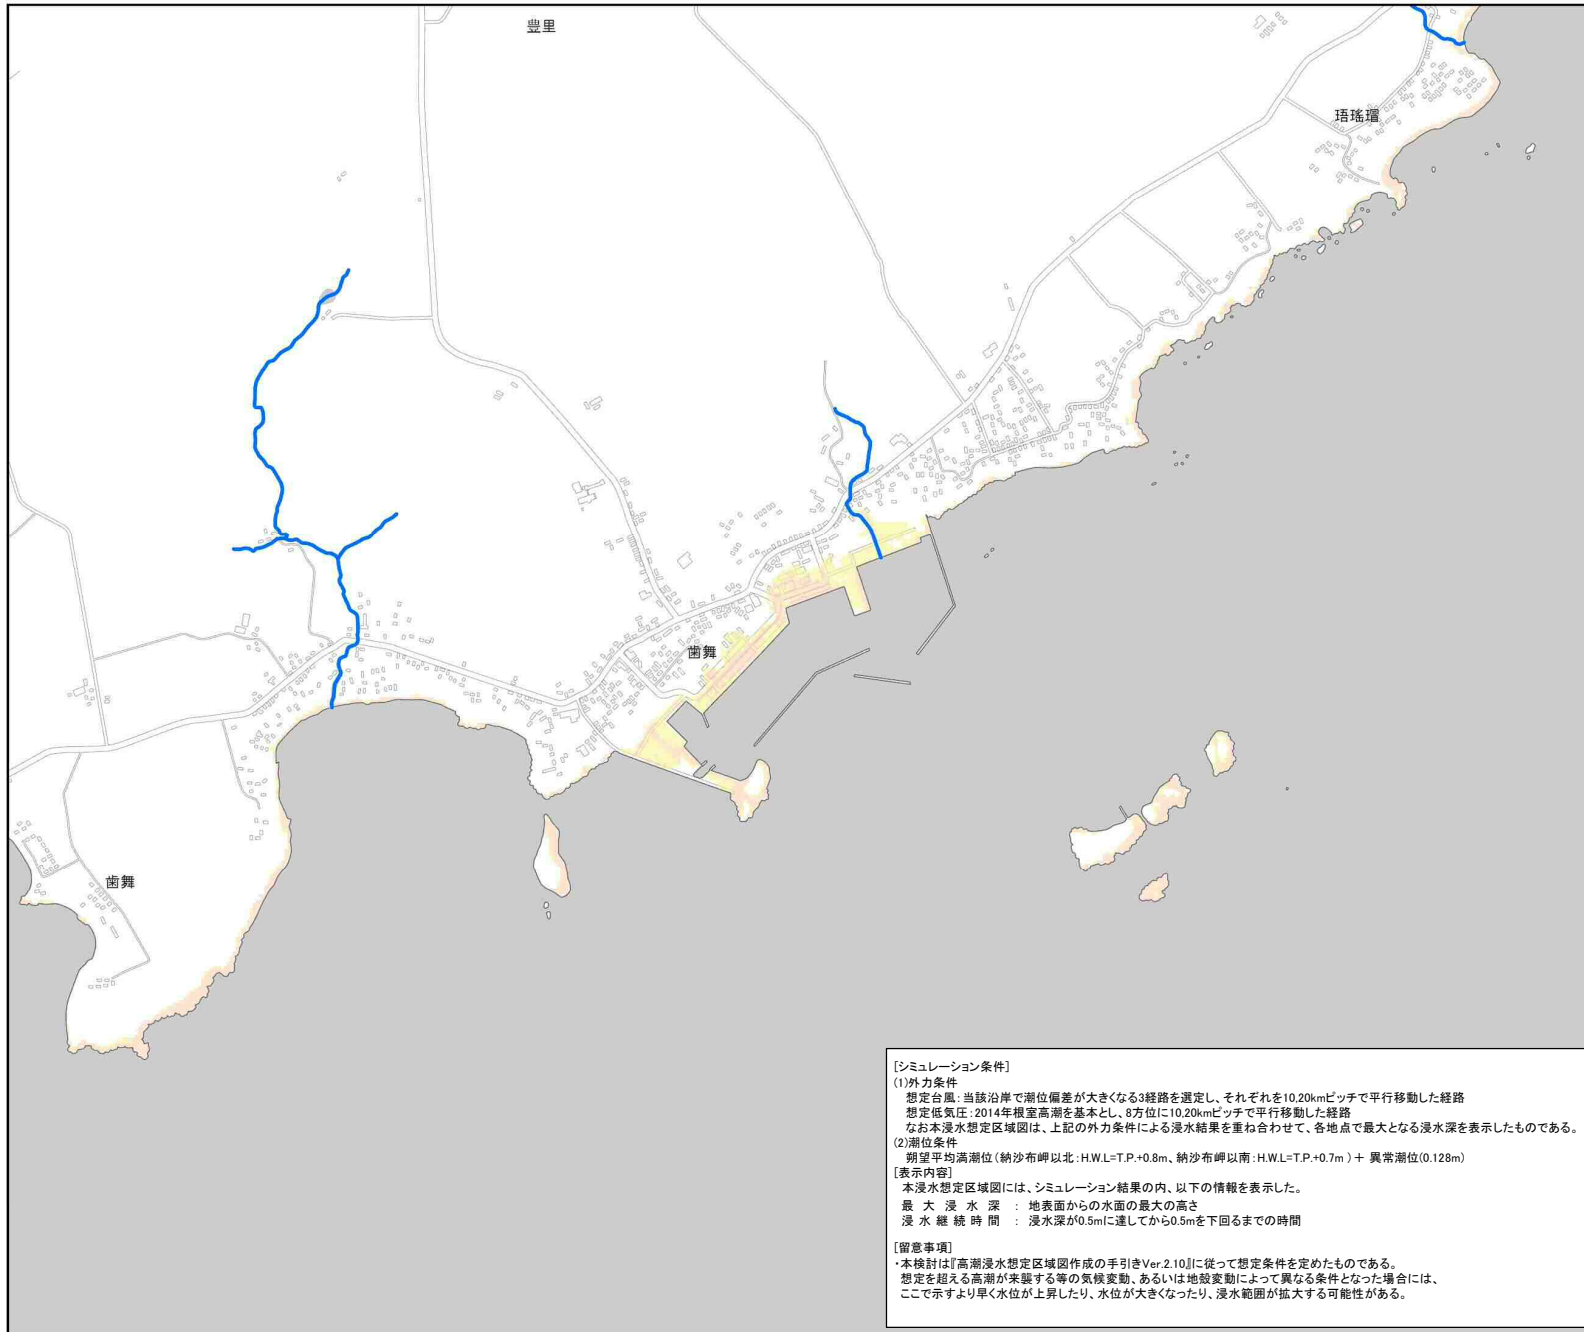 豊里
珸瑤瑁
歯舞
歯舞
[シミュレーション条件]
(1)外力条件
想定台風:当該沿岸で潮位偏差が大きくなる3経路を選定し、それぞれを10,20kmピッチで平行移動した経路
想定低気圧:2014年根室高潮を基本とし、8方位に10,20kmピッチで平行移動した経路
なお本浸水想定区域図は、上記の外力条件による浸水結果を重ね合わせて、各地点で最大となる浸水深を表示したものである。
(2)潮位条件
朔望平均満潮位(納沙布岬以北:H.W.L=T.P.+0.8m、納沙布岬以南:H.W.L=T.P.+0.7m)+ 異常潮位(0.128m)
[表示内容]
本浸水想定区域図には、シミュレーション結果の内、以下の情報を表示した。
最 大 浸 水 深 : 地表面からの水面の最大の高さ
浸 水 継 続 時 間 : 浸水深が0.5mに達してから0.5mを下回るまでの時間
[留意事項]
・本検討は『高潮浸水想定区域図作成の手引きVer.2.10』に従って想定条件を定めたものである。
想定を超える高潮が来襲する等の気候変動、あるいは地殻変動によって異なる条件となった場合には、
ここで示すより早く水位が上昇したり、水位が大きくなったり、浸水範囲が拡大する可能性がある。